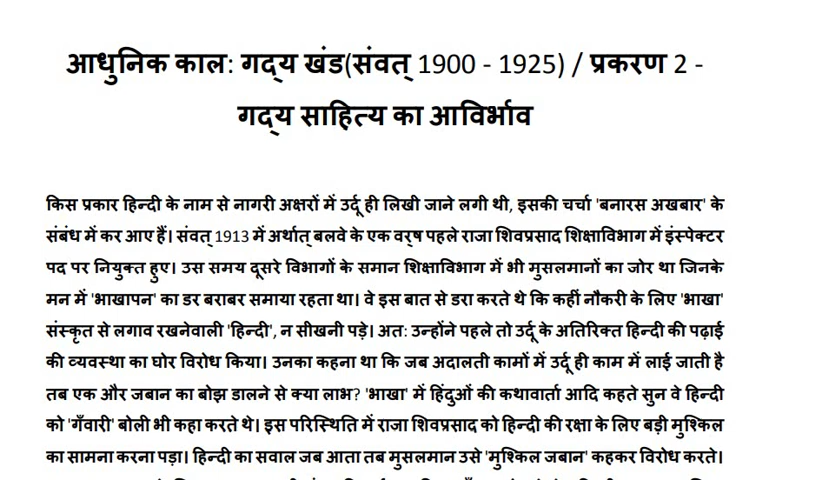 आधुनिक काल: गद्य खंड(संवत् 1900 - 1925) / प्रकरण 2 -
गद्य साहित्य का आविर्भाव
किस प्रकार हिन्दी के नाम से नागरी अक्षरों में उर्दू ही लिखी जाने लगी थी, इसकी चर्चा 'बनारस अखबार' के
संबंध में कर आए हैं। संवत् 1913 में अर्थात् बलवे के एक वर्ष पहले राजा शिवप्रसाद शिक्षाविभाग में इंस्पेक्टर
पद पर नियुक्त हुए। उस समय दूसरे विभागों के समान शिक्षाविभाग में भी मुसलमानों का जोर था जिनके
मन में 'भाखापन' का डर बराबर समाया रहता था। वे इस बात से डरा करते थे कि कहीं नौकरी के लिए 'भाखा'
संस्कृत से लगाव रखनेवाली 'हिन्दी', न सीखनी पड़े। अत: उन्होंने पहले तो उर्दू के अतिरिक्त हिन्दी की पढ़ाई
की व्यवस्था का घोर विरोध किया। उनका कहना था कि जब अदालती कामों में उर्दू ही काम में लाई जाती है
तब एक और जबान का बोझ डालने से क्या लाभ? 'भाखा' में हिंदुओं की कथावार्ता आदि कहते सुन वे हिन्दी
को 'गँवारी' बोली भी कहा करते थे। इस परिस्थिति में राजा शिवप्रसाद को हिन्दी की रक्षा के लिए बड़ी मुश्किल
का सामना करना पड़ा। हिन्दी का सवाल जब आता तब मुसलमान उसे 'मुश्किल जबान' कहकर विरोध करते।